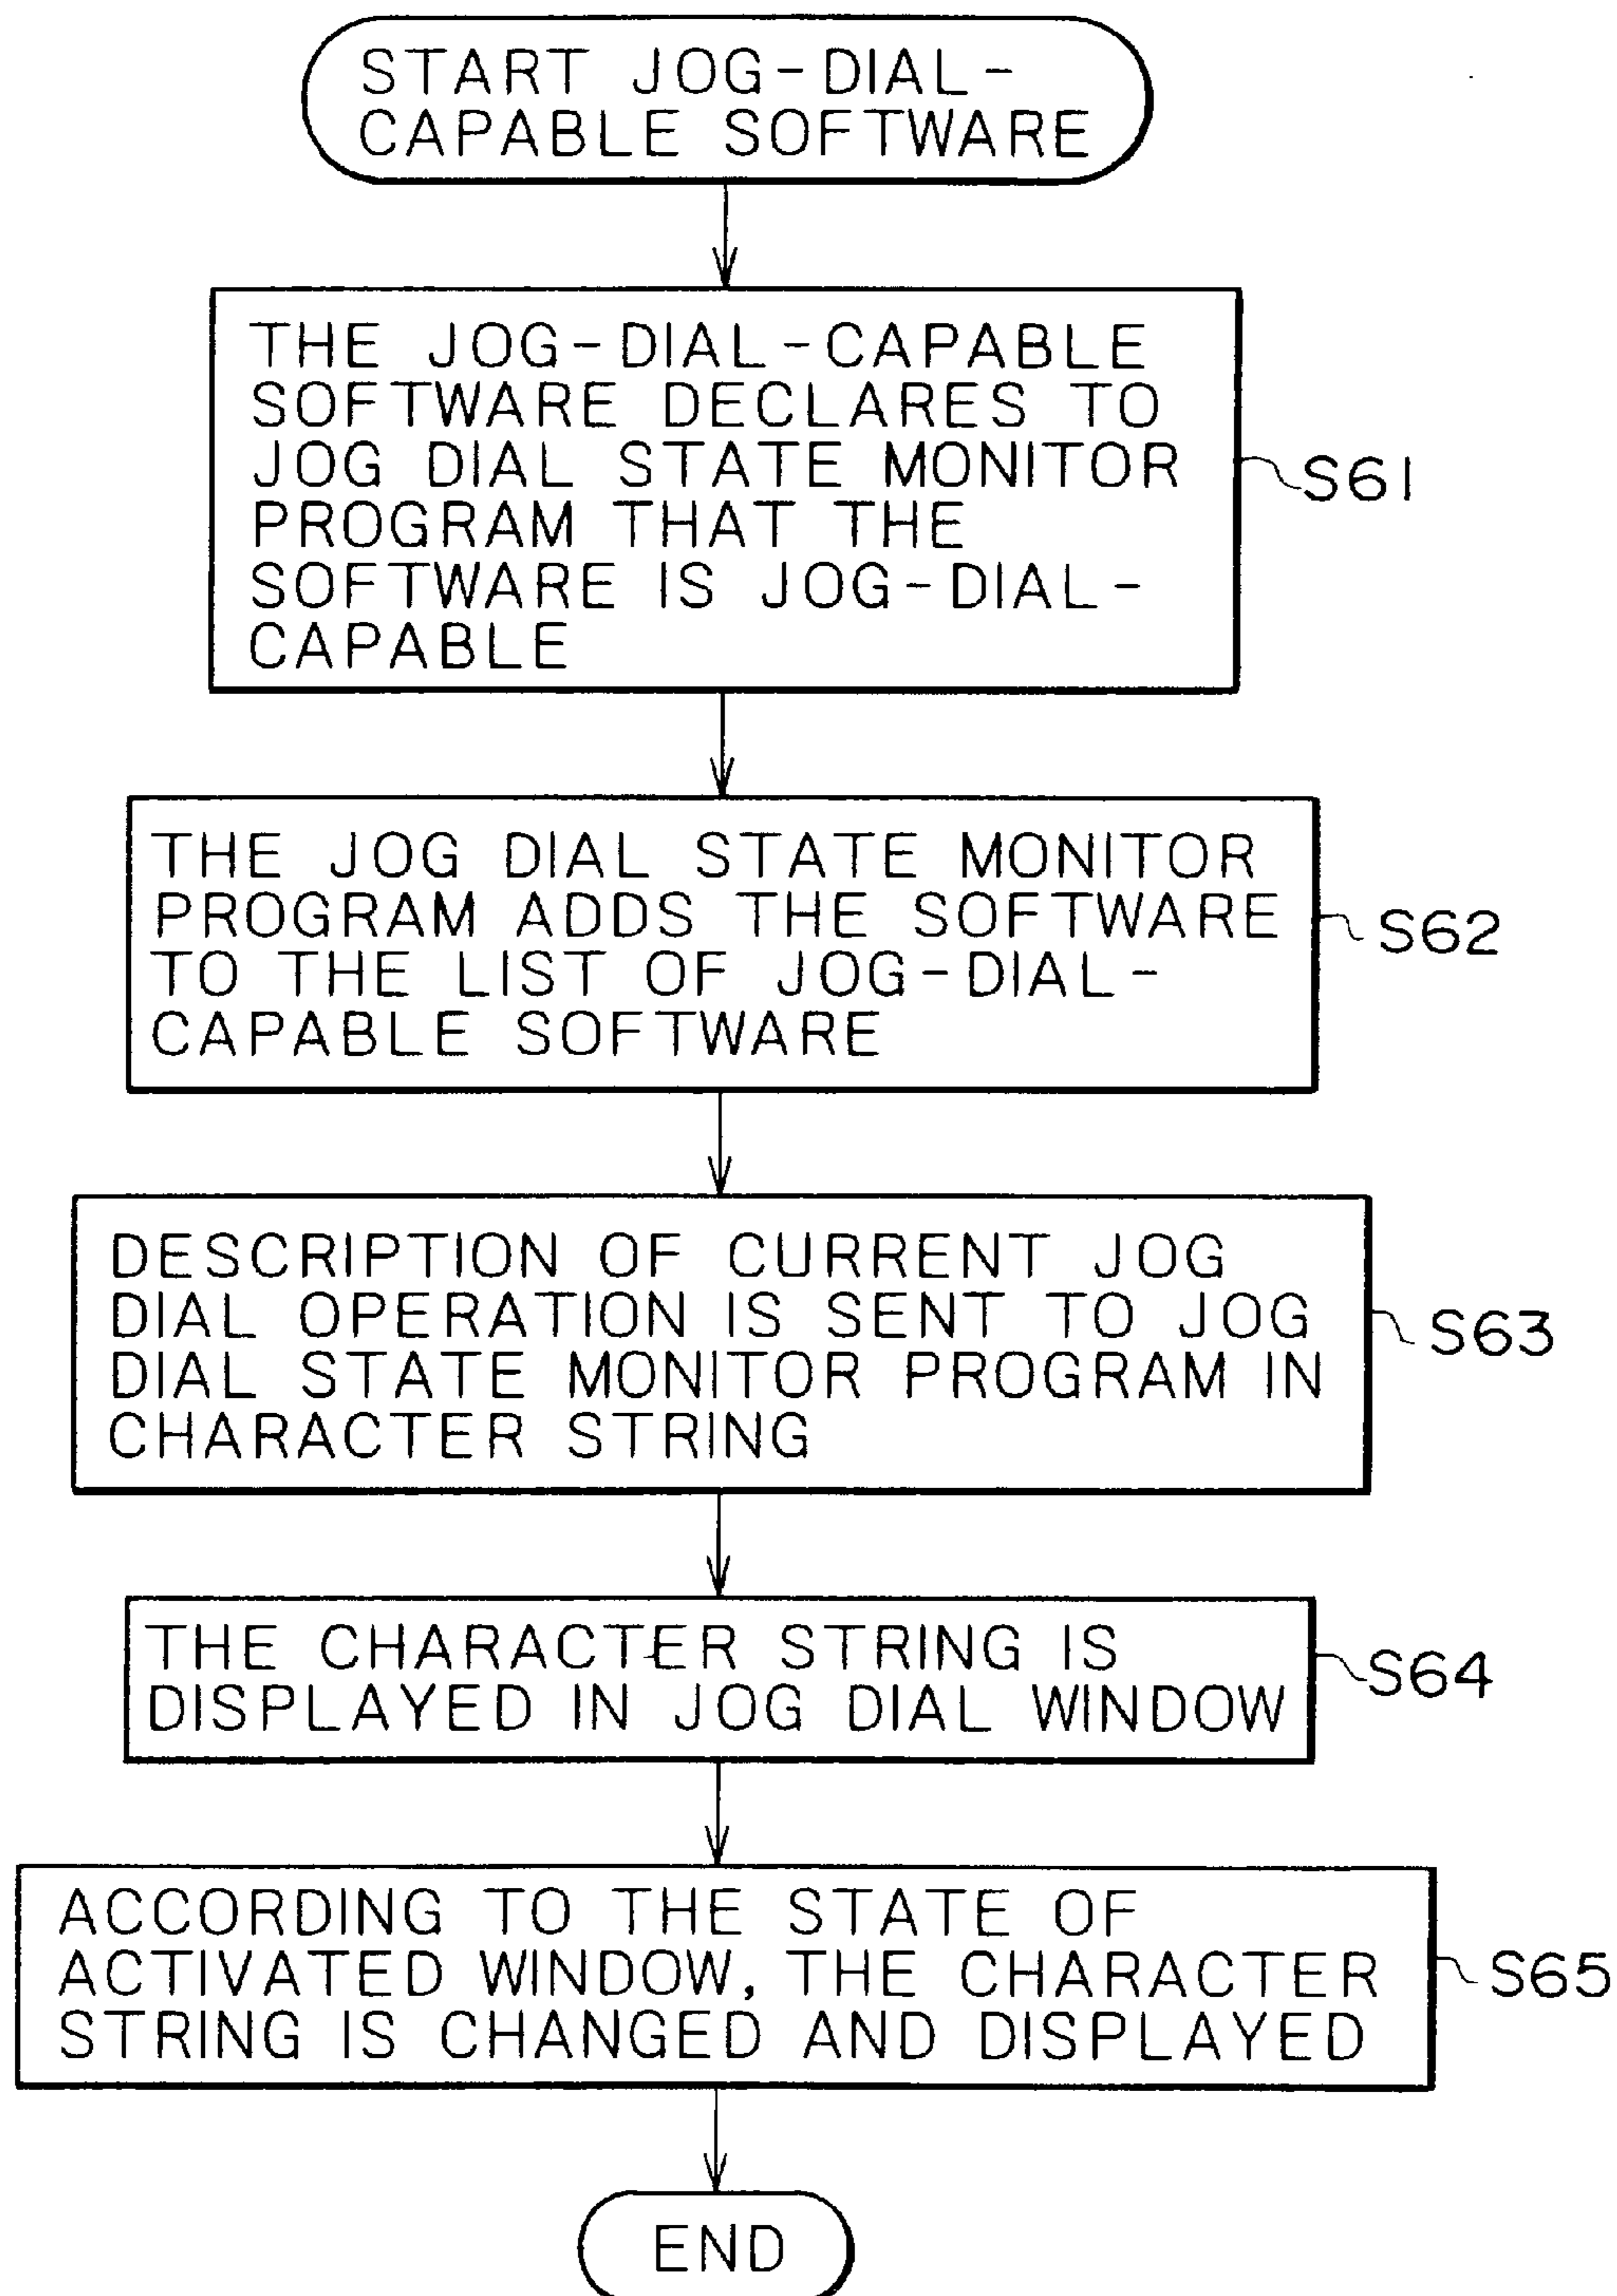 START JOG-DIAL-
CAPABLE SOFTWARE
THE JOG-DIAL-CAPABLE
SOFTWARE DECLARES TO
JOG DIAL STATE MONITOR
PROGRAM THAT THE
SOFTWARE IS JOG-DIAL-
CAPABLE
S61
THE JOG DIAL STATE MONITOR
PROGRAM ADDS THE SOFTWARE
TO THE LIST OF JOG-DIAL-
CAPABLE SOFTWARE
S62
DESCRIPTION OF CURRENT JOG
DIAL OPERATION IS SENT TO JOG
DIAL STATE MONITOR PROGRAM IN
CHARACTER STRING
S63
THE CHARACTER STRING IS
DISPLAYED IN JOG DIAL WINDOW
S64
ACCORDING TO THE STATE OF
ACTIVATED WINDOW, THE CHARACTER
STRING IS CHANGED AND DISPLAYED
S65
END